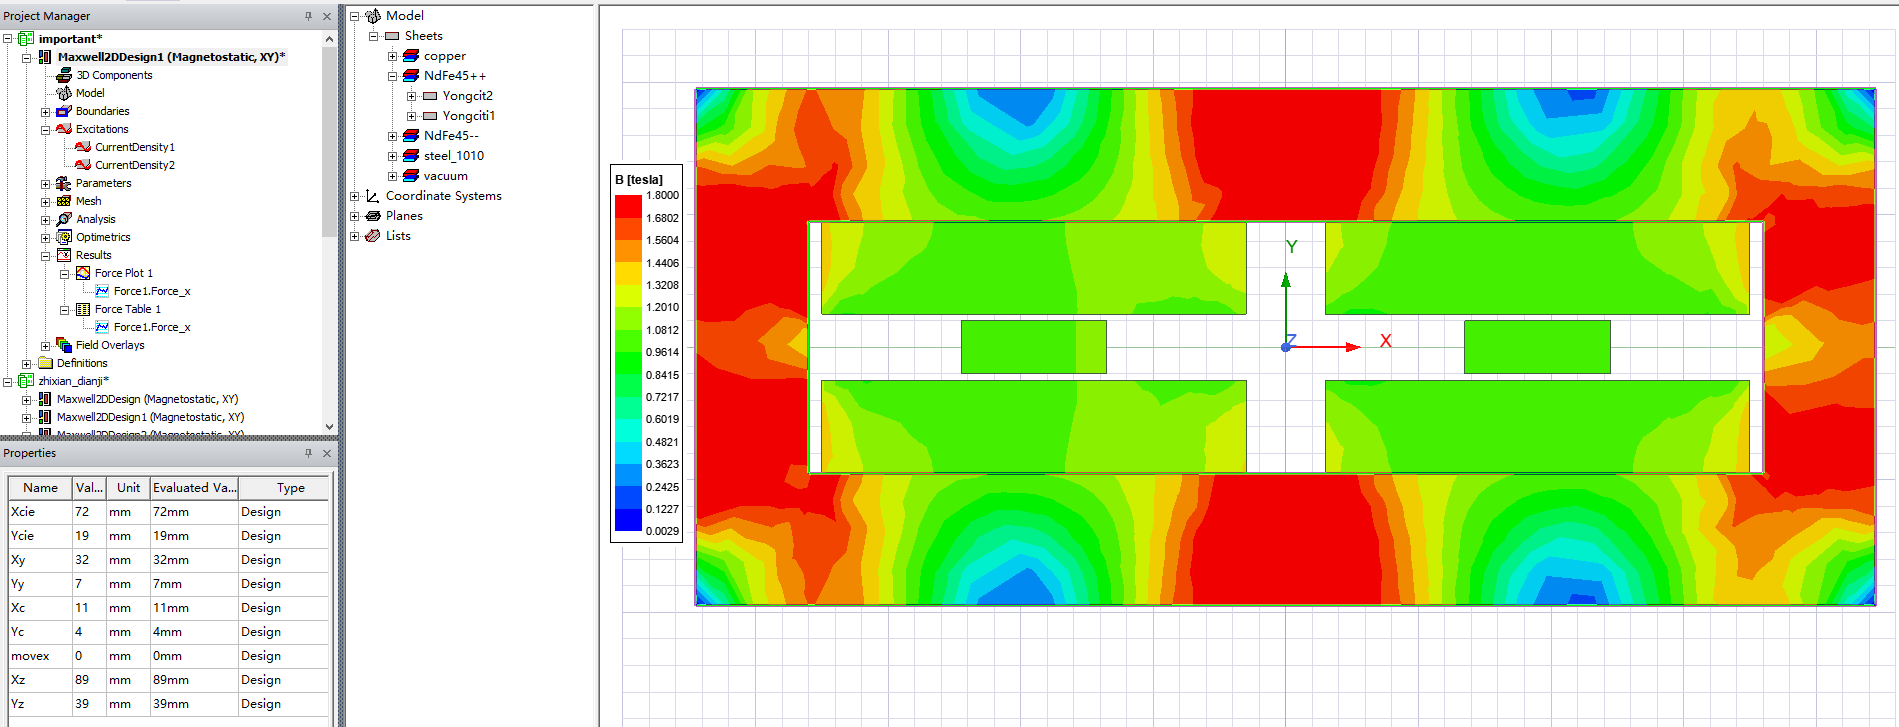 Project Manager
important*
Maxwell2DDesign1 (Magnetostatic, XY)*
3D Components
Model
Boundaries
Excitations
CurrentDensity1
CurrentDensity2
Parameters
Mesh
Analysis
Optimetrics
Results
Force Plot 1
Force1.Force_x
Force Table 1
Force1.Force_x
Field Overlays
Definitions
zhixian_dianji*
Maxwell2DDesign (Magnetostatic, XY)
Maxwell2DDesign1 (Magnetostatic, XY)
Maxwell2DDesign2 (Magnetostatic, XY)
Properties
Name Val... Unit Evaluated Va... Type
Xcie 72 mm 72mm Design
Ycie 19 mm 19mm Design
Xy 32 mm 32mm Design
Yy 7 mm 7mm Design
Xc 11 mm 11mm Design
Yc 4 mm 4mm Design
movex 0 mm 0mm Design
Xz 89 mm 89mm Design
Yz 39 mm 39mm Design
Model
Sheets
copper
NdFe45++
Yongcit2
Yongciti1
NdFe45--
steel_1010
vacuum
Coordinate Systems
Planes
Lists
B [tesla]
1.8000
1.6802
1.5604
1.4406
1.3208
1.2010
1.0812
0.9614
0.8415
0.7217
0.6019
0.4821
0.3623
0.2425
0.1227
0.0029
Y
Z
X